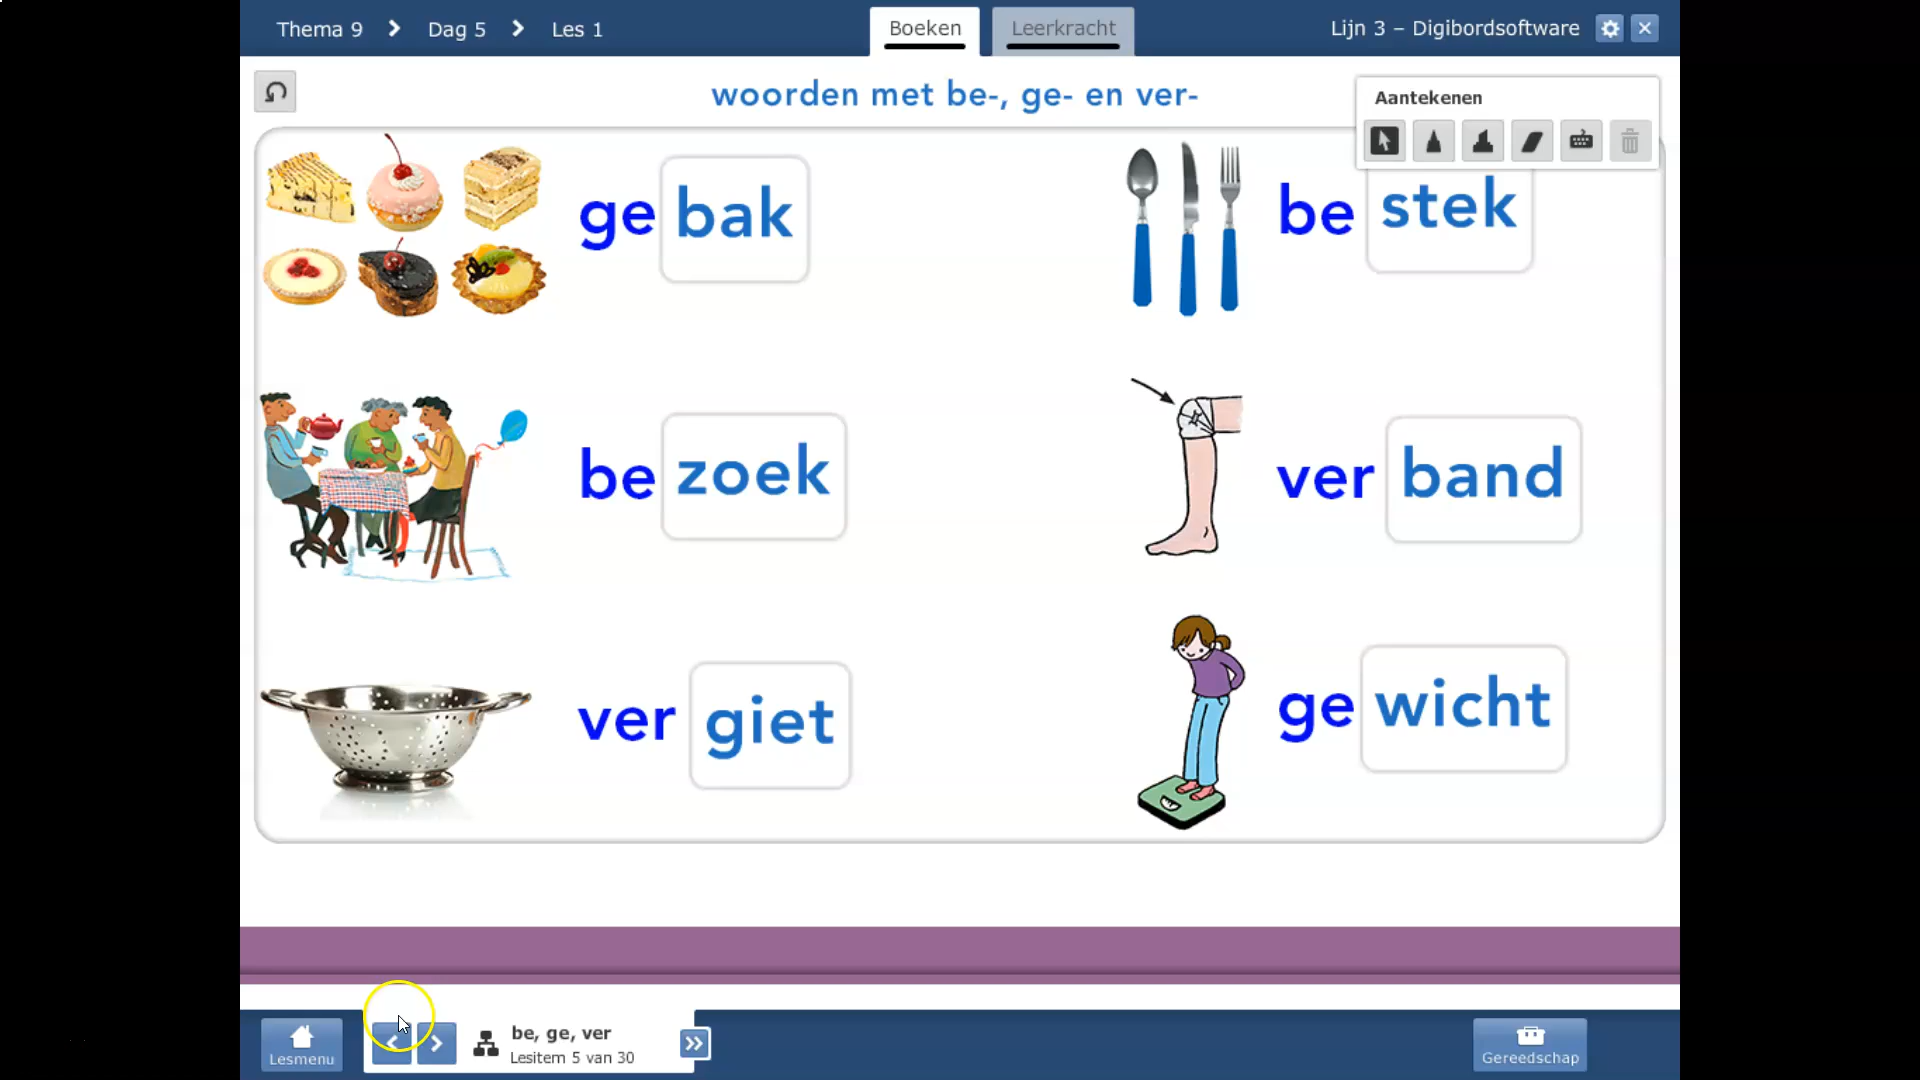 Thema 9 Dag 5 Les 1
Boeken
Leerkracht
Lijn 3 – Digibordsoftware
woorden met be-, ge- en ver-
Aantekenen
ge bak
be stek
be zoek
ver band
ver giet
ge wicht
Lesmenu
be, ge, ver
Lesitem 5 van 30
Gereedschap